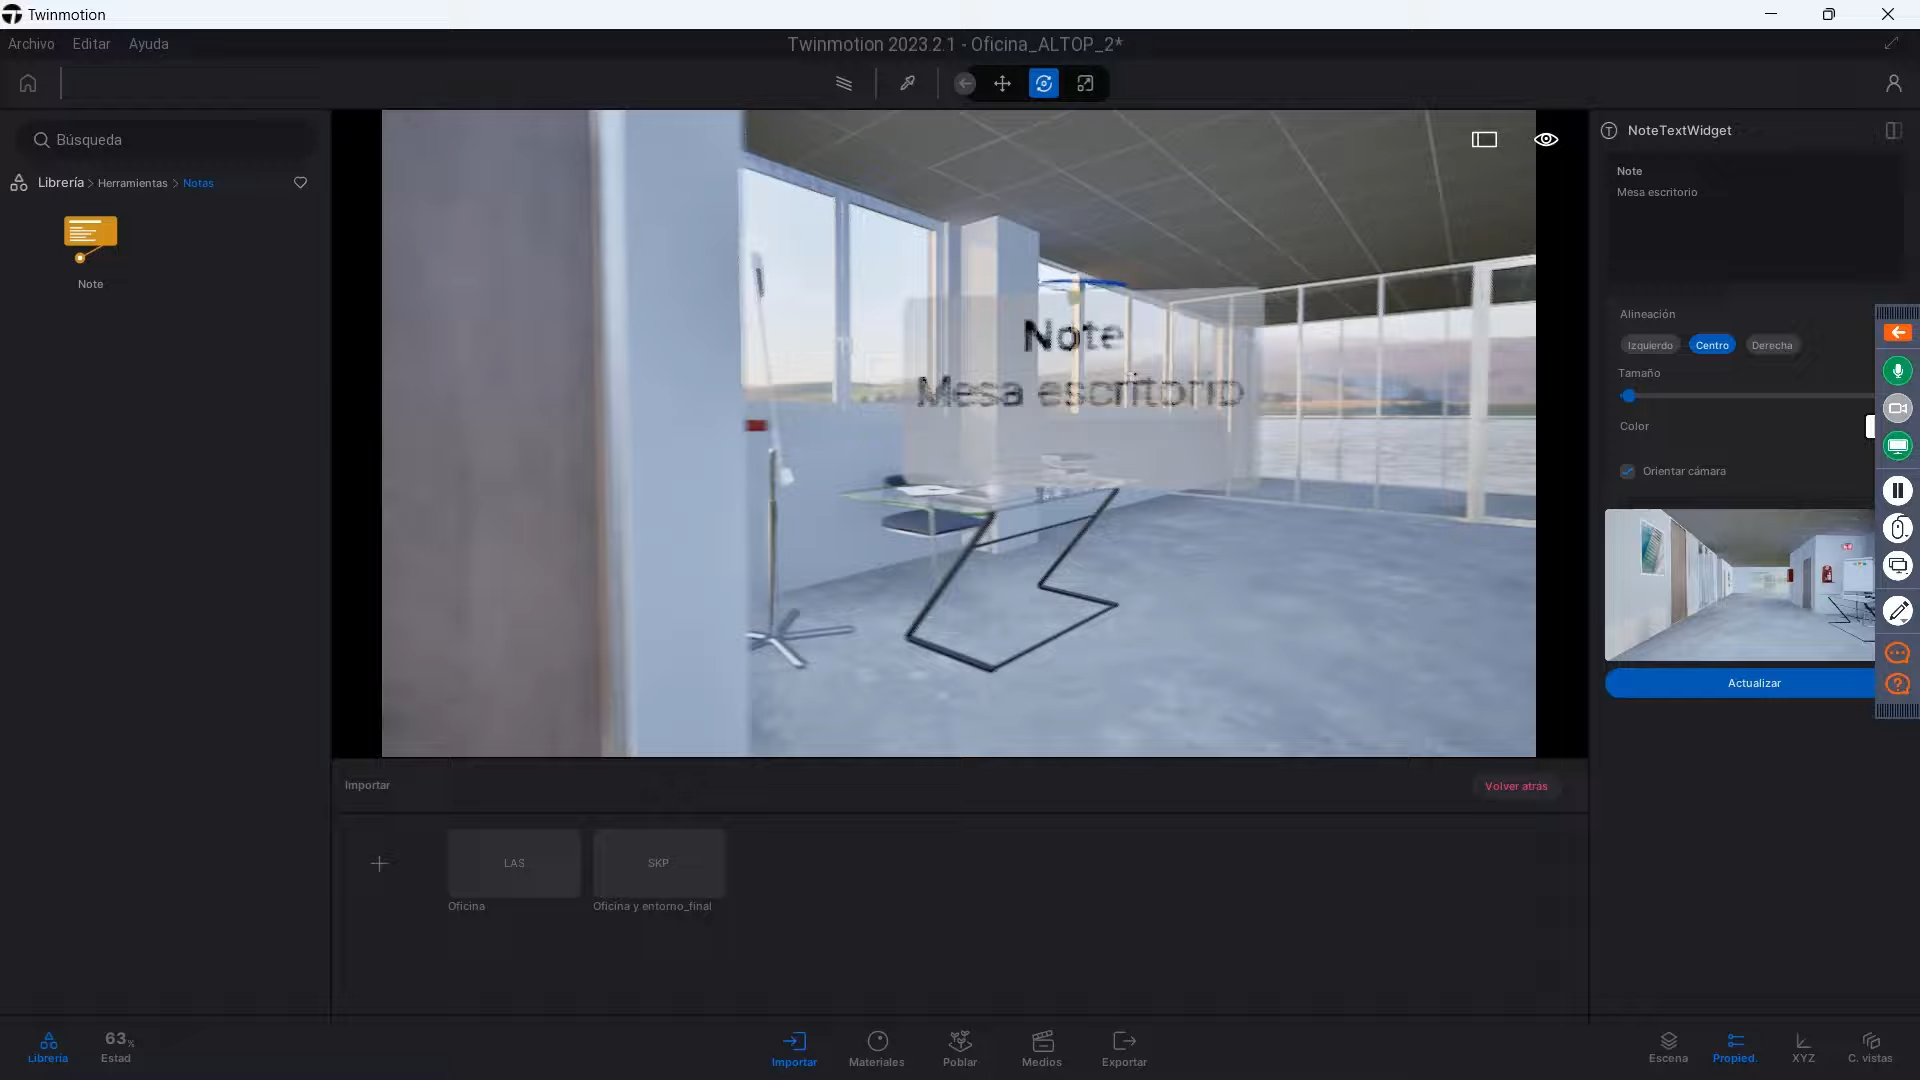 Twinmotion
Archivo Editar Ayuda
Twinmotion 2023.2.1 - Oficina_ALTOP_2*
Búsqueda
Librería > Herramientas > Notas
Note
Note
Mesa escritorio
NoteTextWidget
Note
Mesa escritorio
Alineación
Izquierdo Centro Derecha
Tamaño
Color
Orientar cámara
Actualizar
Importar
Volver atrás
LAS
SKP
Oficina
Oficina y entorno_final
Librería
63%
Estad
Importar
Materiales
Poblar
Medios
Exportar
Escena
Propied.
XYZ
C. vistas